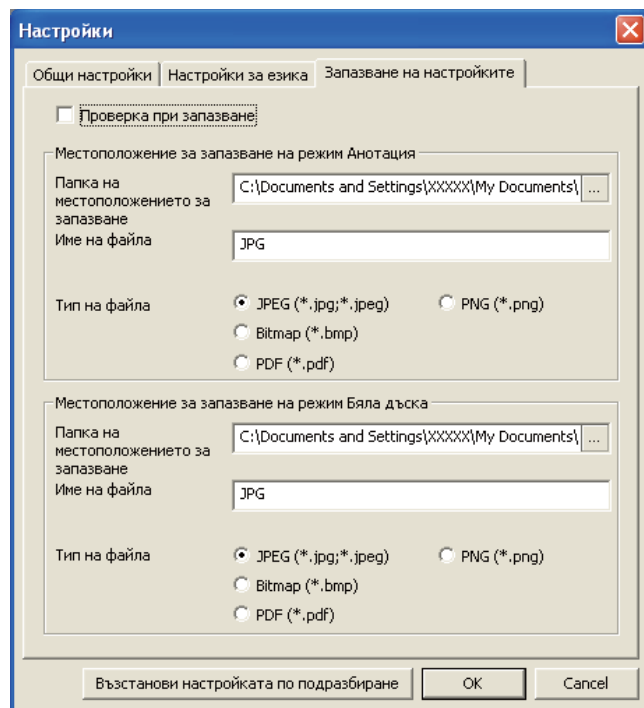 Настройки
Общи настройки
Настройки за езика
Запазване на настройките
Проверка при запазване
Местоположение за запазване на режим Анотация
Папка на
местоположението за
запазване
C:\Documents and Settings\XXXXX\My Documents\
...
Име на файла
JPG
Тип на файла
JPEG (*.jpg;*.jpeg)
PNG (*.png)
Bitmap (*.bmp)
PDF (*.pdf)
Местоположение за запазване на режим Бяла дъска
Папка на
местоположението за
запазване
C:\Documents and Settings\XXXXX\My Documents\
...
Име на файла
JPG
Тип на файла
JPEG (*.jpg;*.jpeg)
PNG (*.png)
Bitmap (*.bmp)
PDF (*.pdf)
Възстанови настройката по подразбиране
OK
Cancel